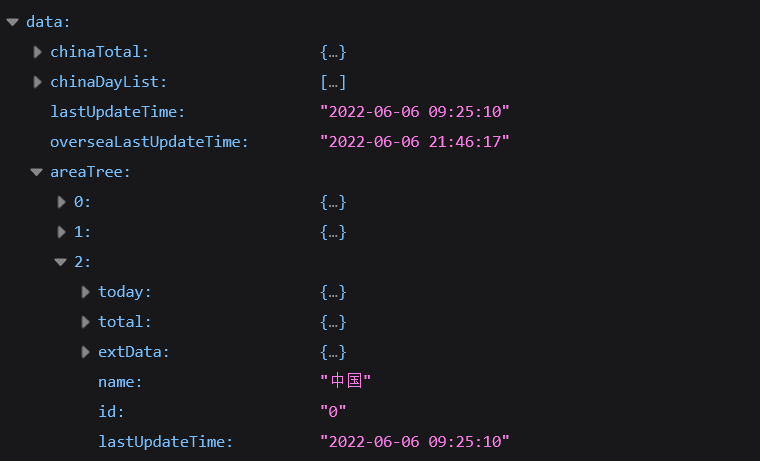 data:
chinaTotal: {…}
chinaDayList: […]
lastUpdateTime: "2022-06-06 09:25:10"
overseaLastUpdateTime: "2022-06-06 21:46:17"
areaTree:
0: {…}
1: {…}
2:
today: {…}
total: {…}
extData: {…}
name: "中国"
id: "0"
lastUpdateTime: "2022-06-06 09:25:10"